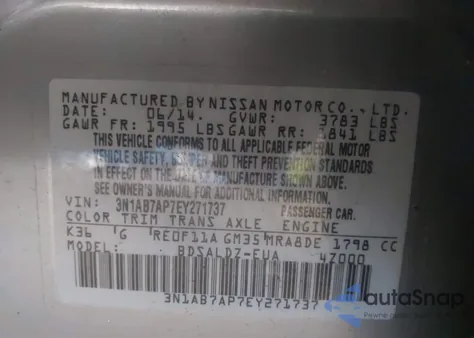 MANUFACTURED BY NISSAN MOTOR CO., LTD.
DATE: 06/14. GVWR: 3783 LBS
GAWR FR: 1995 LBS GAWR RR: 1841 LBS
THIS VEHICLE CONFORMS TO ALL APPLICABLE FEDERAL MOTOR
VEHICLE SAFETY, BUMPER AND THEFT PREVENTION STANDARDS
IN EFFECT ON THE DATE OF MANUFACTURE SHOWN ABOVE.
SEE OWNER'S MANUAL FOR ADDITIONAL INFORMATION.
VIN: 3N1AB7AP7EY271737 PASSENGER CAR.
COLOR TRIM TRANS AXLE ENGINE
K36 G RE0F11A GM35 MRA8DE 1798 CC
MODEL: BDSALDZ-EUA 4Z000
3N1AB7AP7EY271737
autoSnap